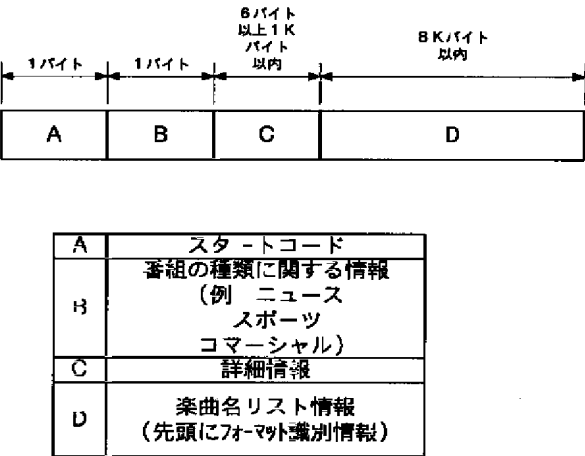 1バイト
1バイト
6バイト
以上1K
バイト
以内
8Kバイト
以内
A
B
C
D
A
スタートコード
B
番組の種類に関する情報
(例 ニュース
スポーツ
コマーシャル)
C
詳細情報
D
楽曲名リスト情報
(先頭にフォーマット識別情報)